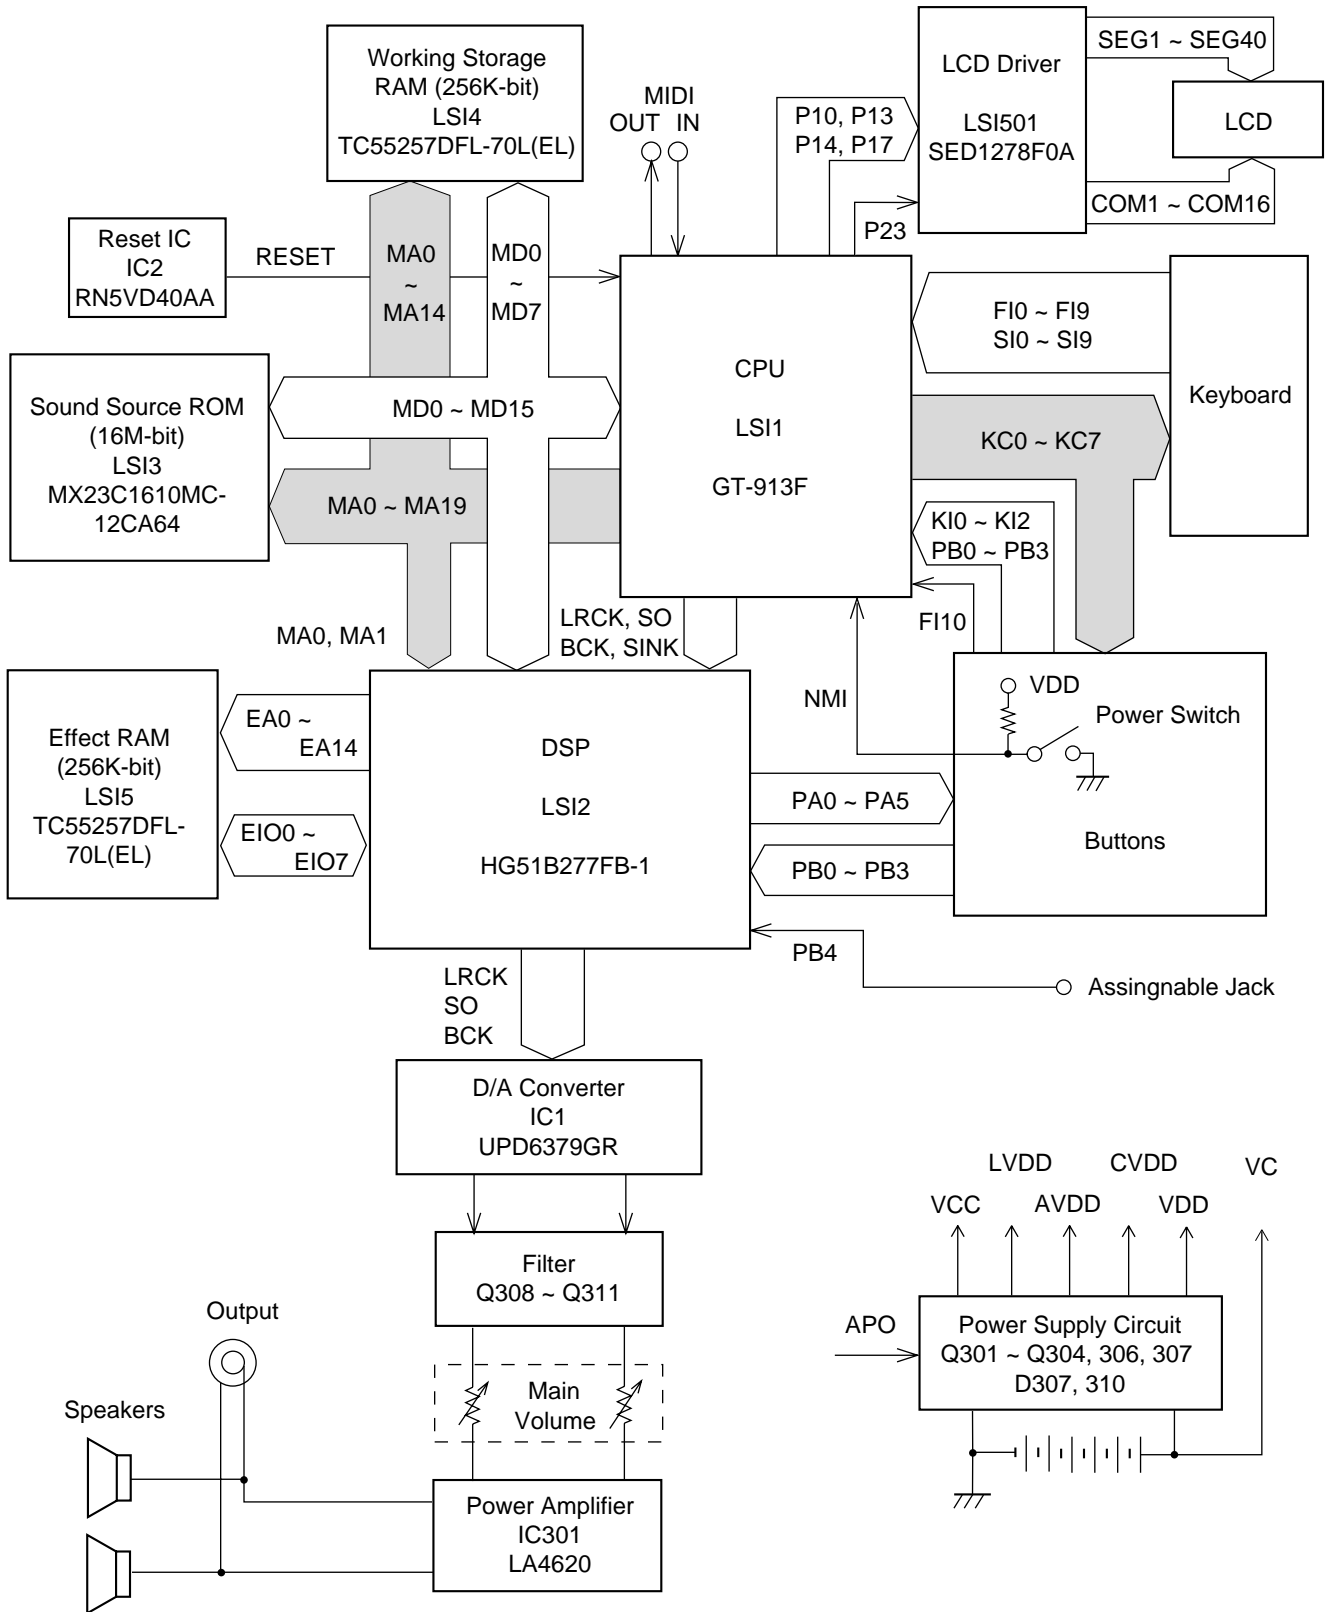 Working Storage
RAM (256K-bit)
LSI4
TC55257DFL-70L(EL)
MIDI
OUT IN
P10, P13
P14, P17
P23
LCD Driver
LSI501
SED1278F0A
SEG1 ~ SEG40
LCD
COM1 ~ COM16
Reset IC
IC2
RN5VD40AA
RESET
MA0
~
MA14
MD0
~
MD7
CPU
LSI1
GT-913F
FI0 ~ FI9
SI0 ~ SI9
Keyboard
KC0 ~ KC7
Sound Source ROM
(16M-bit)
LSI3
MX23C1610MC-
12CA64
MD0 ~ MD15
MA0 ~ MA19
KI0 ~ KI2
PB0 ~ PB3
FI10
MA0, MA1
LRCK, SO
BCK, SINK
NMI
VDD
Power Switch
Buttons
Effect RAM
(256K-bit)
LSI5
TC55257DFL-
70L(EL)
EA0 ~
EA14
EIO0 ~
EIO7
DSP
LSI2
HG51B277FB-1
PA0 ~ PA5
PB0 ~ PB3
PB4
Assingnable Jack
LRCK
SO
BCK
D/A Converter
IC1
UPD6379GR
Filter
Q308 ~ Q311
Main
Volume
Output
Speakers
Power Amplifier
IC301
LA4620
LVDD CVDD VC
VCC AVDD VDD
APO
Power Supply Circuit
Q301 ~ Q304, 306, 307
D307, 310